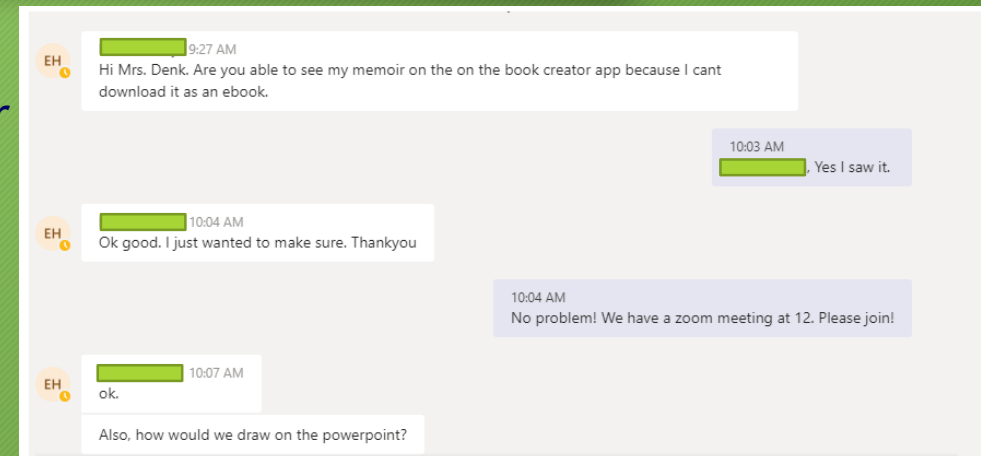 EH
9:27 AM
Hi Mrs. Denk. Are you able to see my memoir on the on the book creator app because I cant
download it as an ebook.
10:03 AM
, Yes I saw it.
EH
10:04 AM
Ok good. I just wanted to make sure. Thankyou
10:04 AM
No problem! We have a zoom meeting at 12. Please join!
EH
10:07 AM
ok.
Also, how would we draw on the powerpoint?